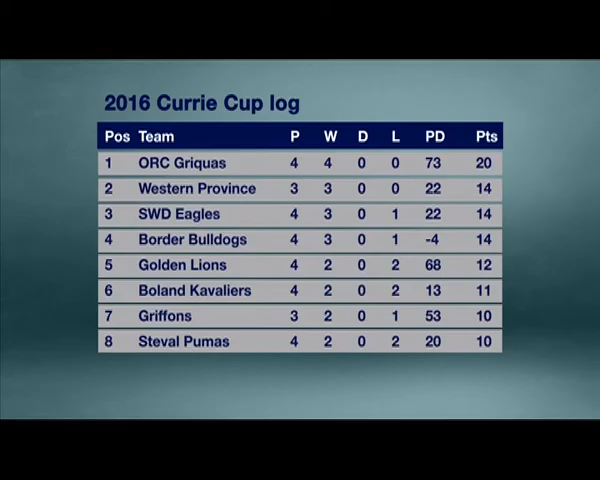 2016 Currie Cup log
Pos Team P W D L PD Pts
1 ORC Griquas 4 4 0 0 73 20
2 Western Province 3 3 0 0 22 14
3 SWD Eagles 4 3 0 1 22 14
4 Border Bulldogs 4 3 0 1 -4 14
5 Golden Lions 4 2 0 2 68 12
6 Boland Kavaliers 4 2 0 2 13 11
7 Griffons 3 2 0 1 53 10
8 Steval Pumas 4 2 0 2 20 10